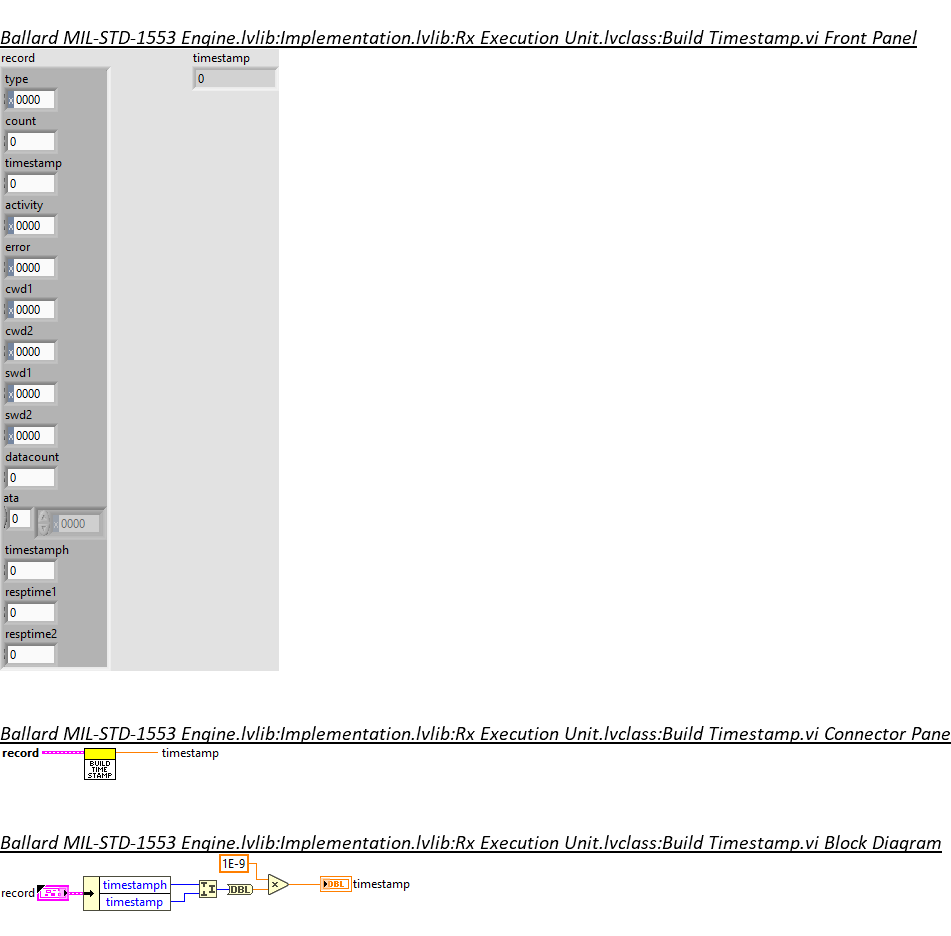 Ballard MIL-STD-1553 Engine.lvlib:Implementation.lvlib:Rx Execution Unit.lvclass:Build Timestamp.vi Front Panel
record
timestamp
0
type
x 0000
count
0
timestamp
0
activity
x 0000
error
x 0000
cwd1
x 0000
cwd2
x 0000
swd1
x 0000
swd2
x 0000
datacount
0
ata
0
x 0000
timestamph
0
resptime1
0
resptime2
0
Ballard MIL-STD-1553 Engine.lvlib:Implementation.lvlib:Rx Execution Unit.lvclass:Build Timestamp.vi Connector Pane
record
timestamp
BUILD
TIME
STAMP
Ballard MIL-STD-1553 Engine.lvlib:Implementation.lvlib:Rx Execution Unit.lvclass:Build Timestamp.vi Block Diagram
1E-9
record
timestamph
timestamp
DBL
x
DBL
timestamp